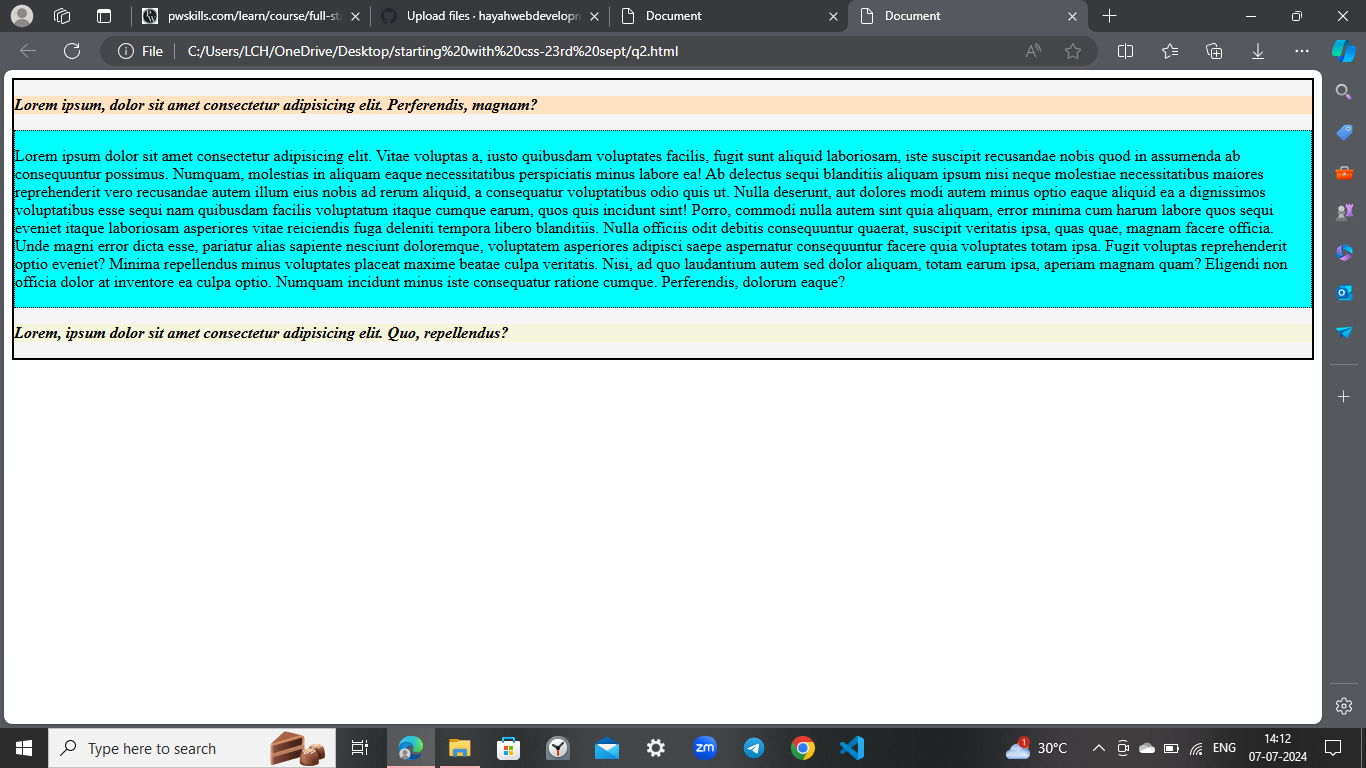 pwskills.com/learn/course/full-sta
Upload files · hayahwebdevelopm
Document
Document
File
C:/Users/LCH/OneDrive/Desktop/starting%20with%20css-23rd%20sept/q2.html
Lorem ipsum, dolor sit amet consectetur adipisicing elit. Perferendis, magnam?
Lorem ipsum dolor sit amet consectetur adipisicing elit. Vitae voluptas a, iusto quibusdam voluptates facilis, fugit sunt aliquid laboriosam, iste suscipit recusandae nobis quod in assumenda ab
consequuntur possimus. Numquam, molestias in aliquam eaque necessitatibus perspiciatis minus labore ea! Ab delectus sequi blanditiis aliquam ipsum nisi neque molestiae necessitatibus maiores
reprehenderit vero recusandae autem illum eius nobis ad rerum aliquid, a consequatur voluptatibus odio quis ut. Nulla deserunt, aut dolores modi autem minus optio eaque aliquid ea a dignissimos
voluptatibus esse sequi nam quibusdam facilis voluptatum itaque cumque earum, quos quis incidunt sint! Porro, commodi nulla autem sint quia aliquam, error minima cum harum labore quos sequi
eveniet itaque laboriosam asperiores vitae reiciendis fuga deleniti tempora libero blanditiis. Nulla officiis odit debitis consequuntur quaerat, suscipit veritatis ipsa, quas quae, magnam facere officia.
Unde magni error dicta esse, pariatur alias sapiente nesciunt doloremque, voluptatem asperiores adipisci saepe aspernatur consequuntur facere quia voluptates totam ipsa. Fugit voluptas reprehenderit
optio eveniet? Minima repellendus minus voluptates placeat maxime beatae culpa veritatis. Nisi, ad quo laudantium autem sed dolor aliquam, totam earum ipsa, aperiam magnam quam? Eligendi non
officia dolor at inventore ea culpa optio. Numquam incidunt minus iste consequatur ratione cumque. Perferendis, dolorum eaque?
Lorem, ipsum dolor sit amet consectetur adipisicing elit. Quo, repellendus?
Type here to search
zm
1
30°C
ENG
14:12
07-07-2024